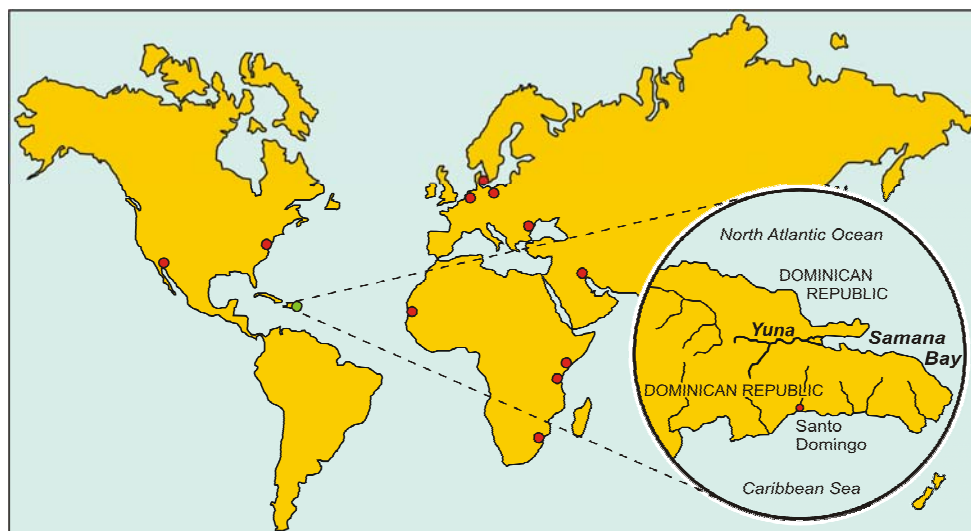 North Atlantic Ocean
DOMINICAN
REPUBLIC
Yuna
Samana
Bay
DOMINICAN REPUBLIC
Santo
Domingo
Caribbean Sea